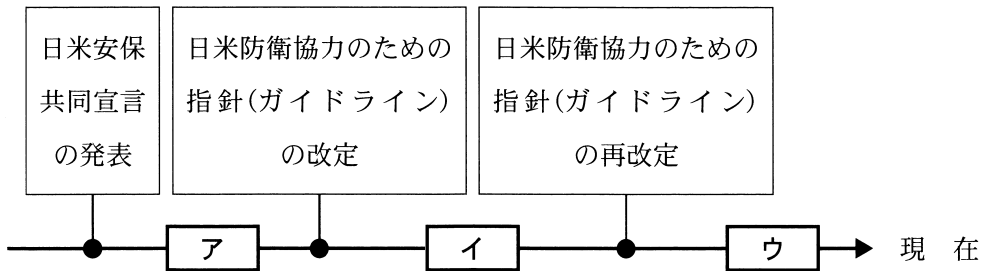 日米安保
共同宣言
の発表
日米防衛協力のための
指針(ガイドライン)
の改定
日米防衛協力のための
指針(ガイドライン)
の再改定
ア
イ
ウ
現 在